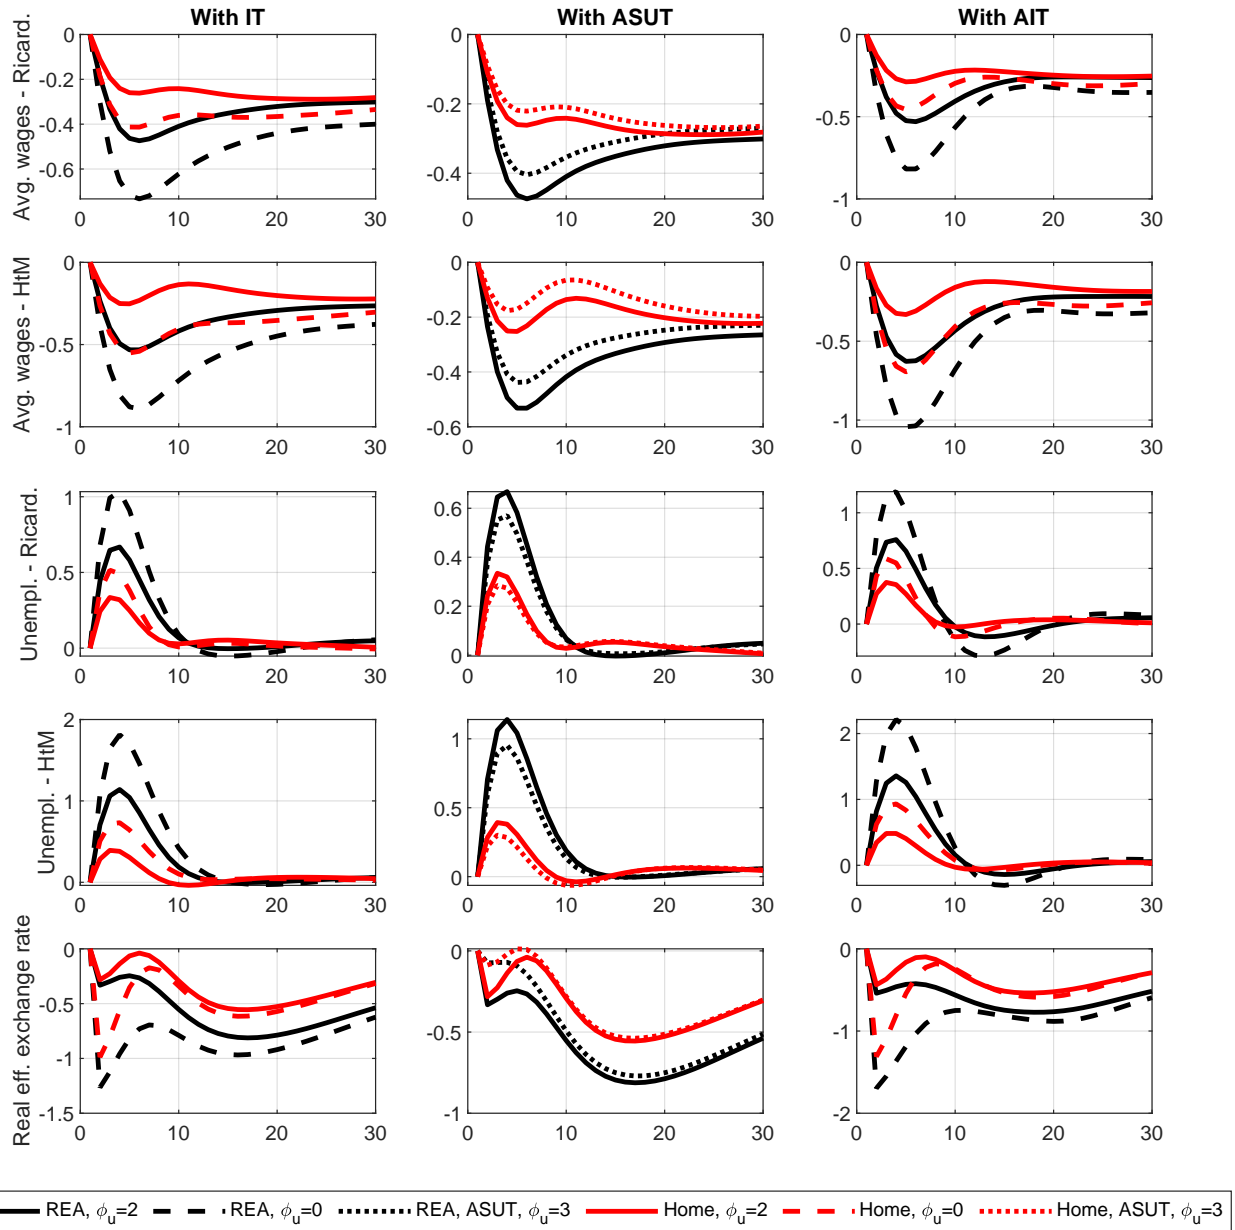 With IT
With ASUT
With AIT
Avg. wages - Ricard.
0
-0.2
-0.4
-0.6
0 10 20 30
0
-0.2
-0.4
0 10 20 30
0
-0.5
-1
0 10 20 30
Avg. wages - HtM
0
-0.5
-1
0 10 20 30
0
-0.2
-0.4
-0.6
0 10 20 30
0
-0.5
-1
0 10 20 30
Unempl. - Ricard.
1
0.5
0
0 10 20 30
0.6
0.4
0.2
0
0 10 20 30
1
0.5
0
0 10 20 30
Unempl. - HtM
2
1
0
0 10 20 30
1
0.5
0
0 10 20 30
2
1
0
0 10 20 30
Real eff. exchange rate
0
-0.5
-1
-1.5
0 10 20 30
0
-0.5
-1
0 10 20 30
0
-1
-2
0 10 20 30
REA, ϕ_u=2 REA, ϕ_u=0 REA, ASUT, ϕ_u=3 Home, ϕ_u=2 Home, ϕ_u=0 Home, ASUT, ϕ_u=3